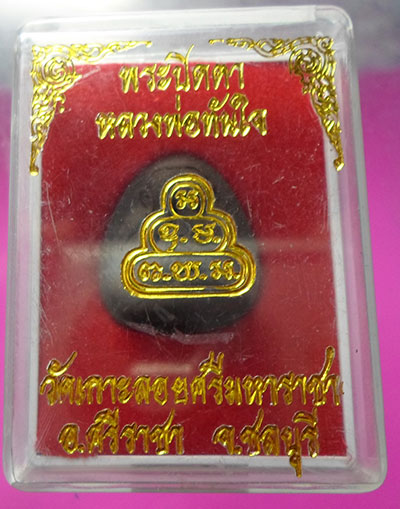 พระปิดตา
หลวงพ่อทันใจ
วัดเกาะลอยศรีมหาราชา
อ.ศรีราชา จ.ชลบุรี